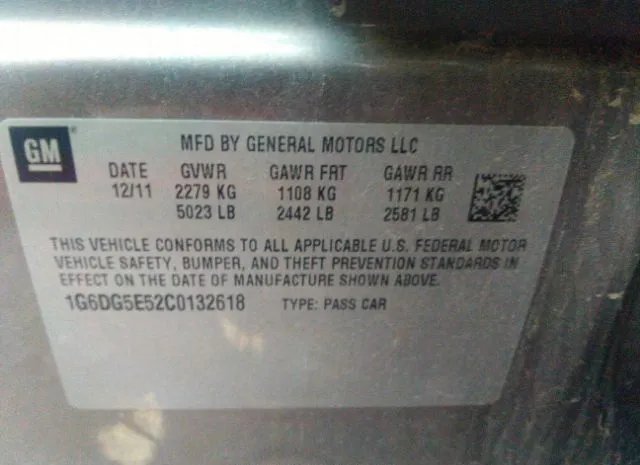 GM
MFD BY GENERAL MOTORS LLC
DATE GVWR GAWR FRT GAWR RR
12/11 2279 KG 1108 KG 1171 KG
5023 LB 2442 LB 2581 LB
THIS VEHICLE CONFORMS TO ALL APPLICABLE U.S. FEDERAL MOTOR
VEHICLE SAFETY, BUMPER, AND THEFT PREVENTION STANDARDS IN
EFFECT ON THE DATE OF MANUFACTURE SHOWN ABOVE.
1G6DG5E52C0132618 TYPE: PASS CAR